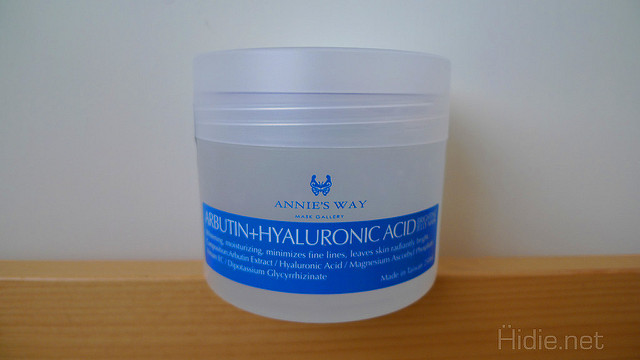 ANNIE'S WAY
MASK GALLERY
ARBUTIN+HYALURONIC ACID
moisturizing, minimizes fine lines, leaves skin radiantly bright.
Arbutin Extract / Hyaluronic Acid / Magnesium Ascorbyl
/ Dipotassium Glycyrrhizinate
Made in Taiwan
Hidie.net